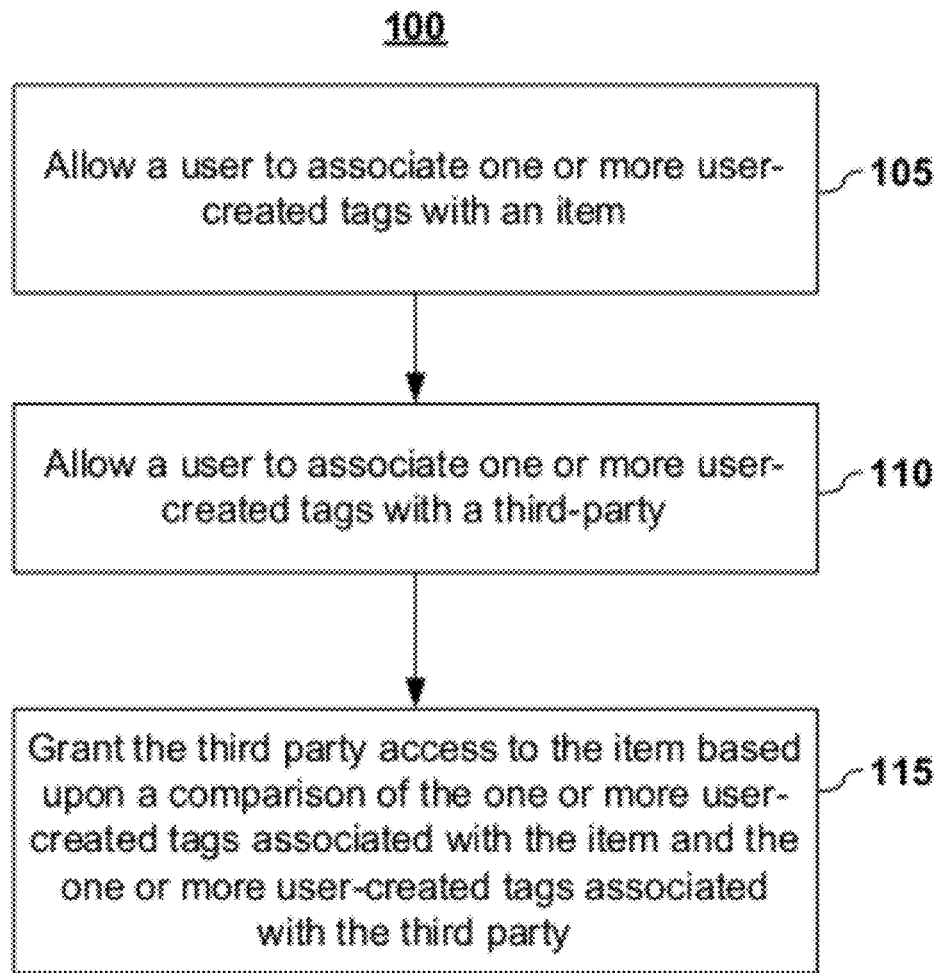 100
Allow a user to associate one or more user-
created tags with an item
105
Allow a user to associate one or more user-
created tags with a third-party
110
Grant the third party access to the item based
upon a comparison of the one or more user-
created tags associated with the item and the
one or more user-created tags associated
with the third party
115